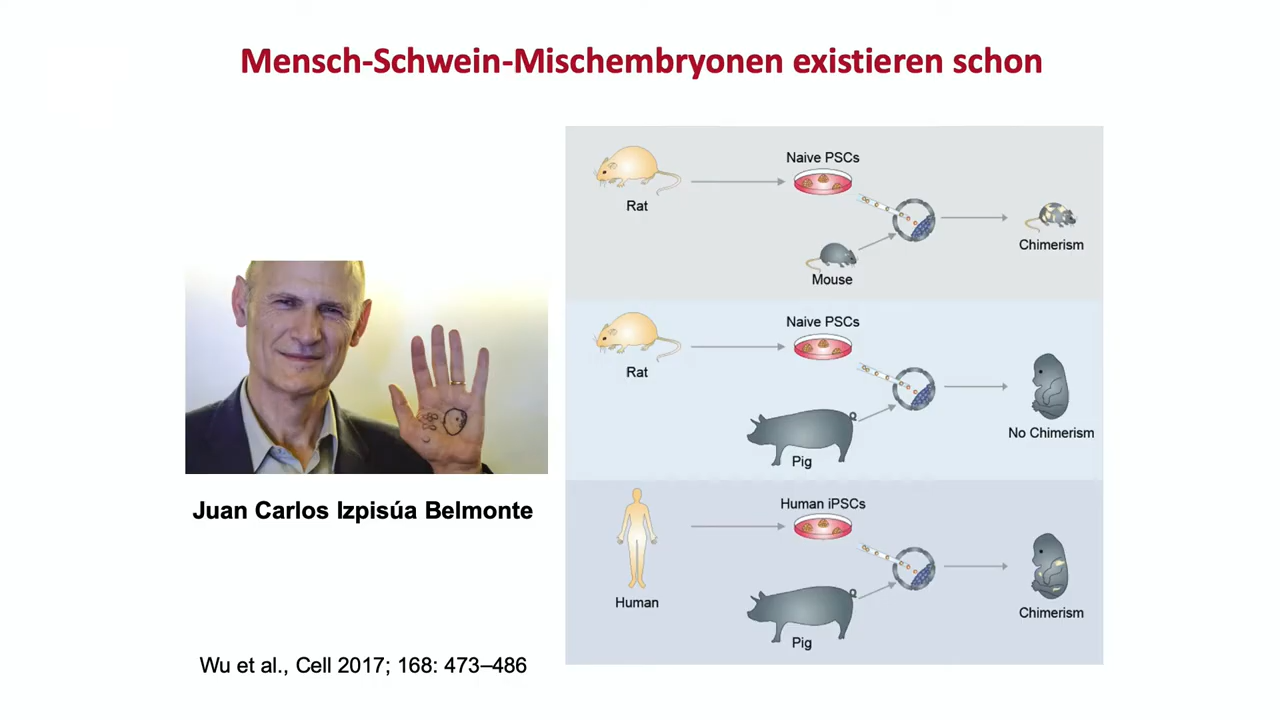 Mensch-Schwein-Mischembryonen existieren schon
Naive PSCs
Rat
Mouse
Chimerism
Naive PSCs
Rat
Pig
No Chimerism
Human iPSCs
Human
Pig
Chimerism
Juan Carlos Izpisúa Belmonte
Wu et al., Cell 2017; 168: 473–486